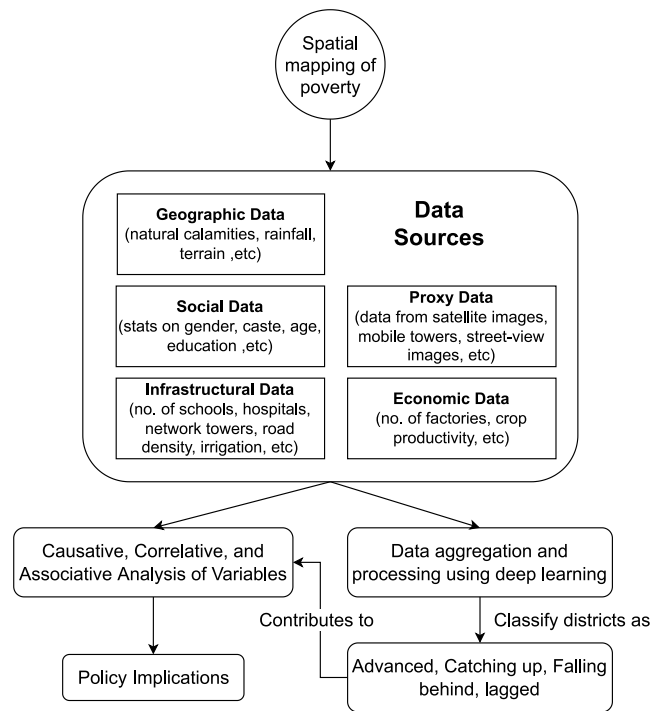 Spatial
mapping of
poverty
Data
Sources
Geographic Data
(natural calamities, rainfall,
terrain ,etc)
Social Data
(stats on gender, caste, age,
education ,etc)
Proxy Data
(data from satellite images,
mobile towers, street-view
images, etc)
Infrastructural Data
(no. of schools, hospitals,
network towers, road
density, irrigation, etc)
Economic Data
(no. of factories, crop
productivity, etc)
Causative, Correlative, and
Associative Analysis of Variables
Data aggregation and
processing using deep learning
Contributes to
Classify districts as
Policy Implications
Advanced, Catching up, Falling
behind, lagged